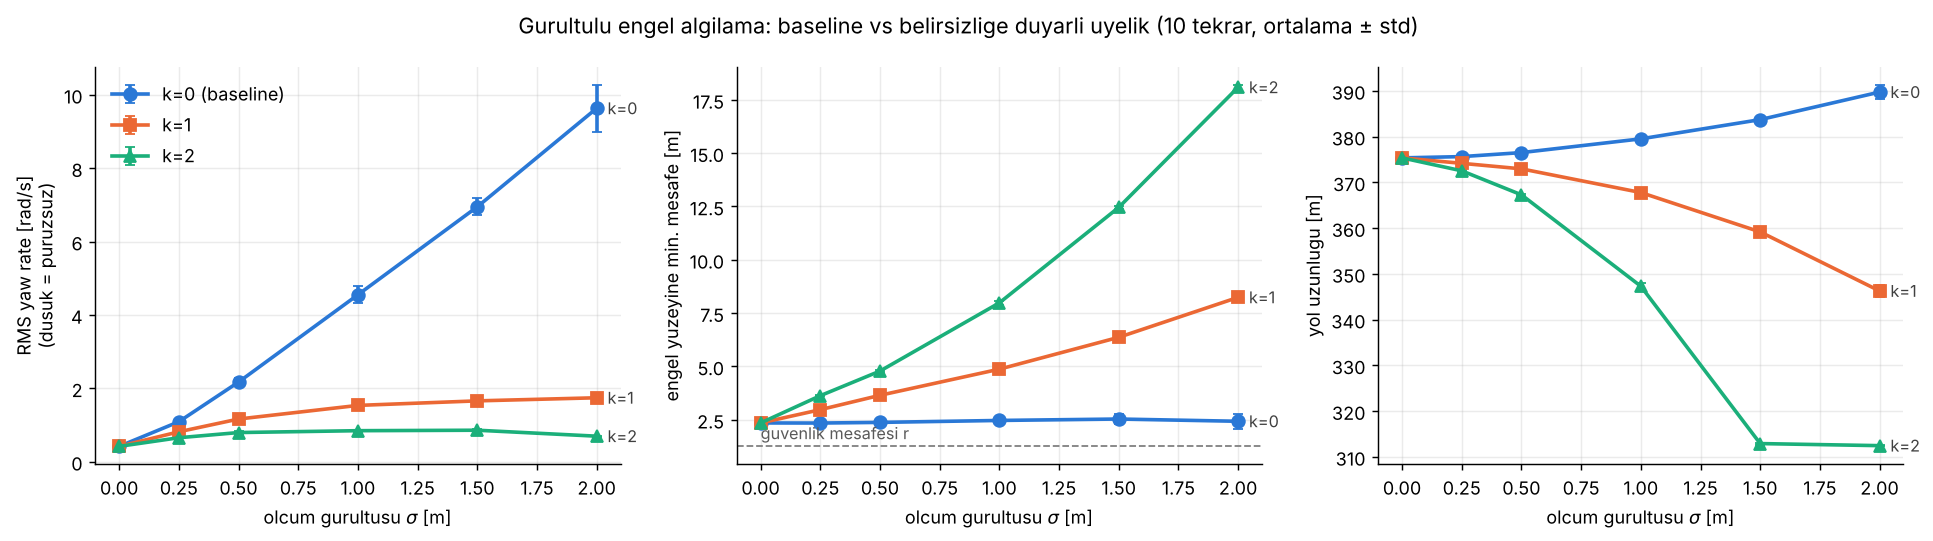 Gurultulu engel algilama: baseline vs belirsizlige duyarli uyelik (10 tekrar, ortalama ± std)
RMS yaw rate [rad/s]
(dusuk = puruzsuz)
10
8
6
4
2
0
k=0 (baseline)
k=1
k=2
k=0
k=1
k=2
0.00 0.25 0.50 0.75 1.00 1.25 1.50 1.75 2.00
olcum gurultusu σ [m]
engel yuzeyine min. mesafe [m]
17.5
15.0
12.5
10.0
7.5
5.0
2.5
k=2
k=1
k=0
guvenlik mesafesi r
0.00 0.25 0.50 0.75 1.00 1.25 1.50 1.75 2.00
olcum gurultusu σ [m]
yol uzunlugu [m]
390
380
370
360
350
340
330
320
310
k=0
k=1
k=2
0.00 0.25 0.50 0.75 1.00 1.25 1.50 1.75 2.00
olcum gurultusu σ [m]